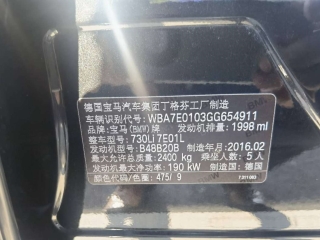 德国宝马汽车集团丁格芬工厂制造
车辆识别代号: WBA7E0103GG654911
品牌: 宝马(BMW)牌 发动机排量: 1998 ml
整车型号: 730Li 7E01L
发动机型号: B48B20B 制造年月: 2016.02
最大允许总质量: 2400 kg 乘坐人数: 5 人
发动机最大净功率: 190 kW 制造国: 德国
颜色代码/色条: 475/ 9